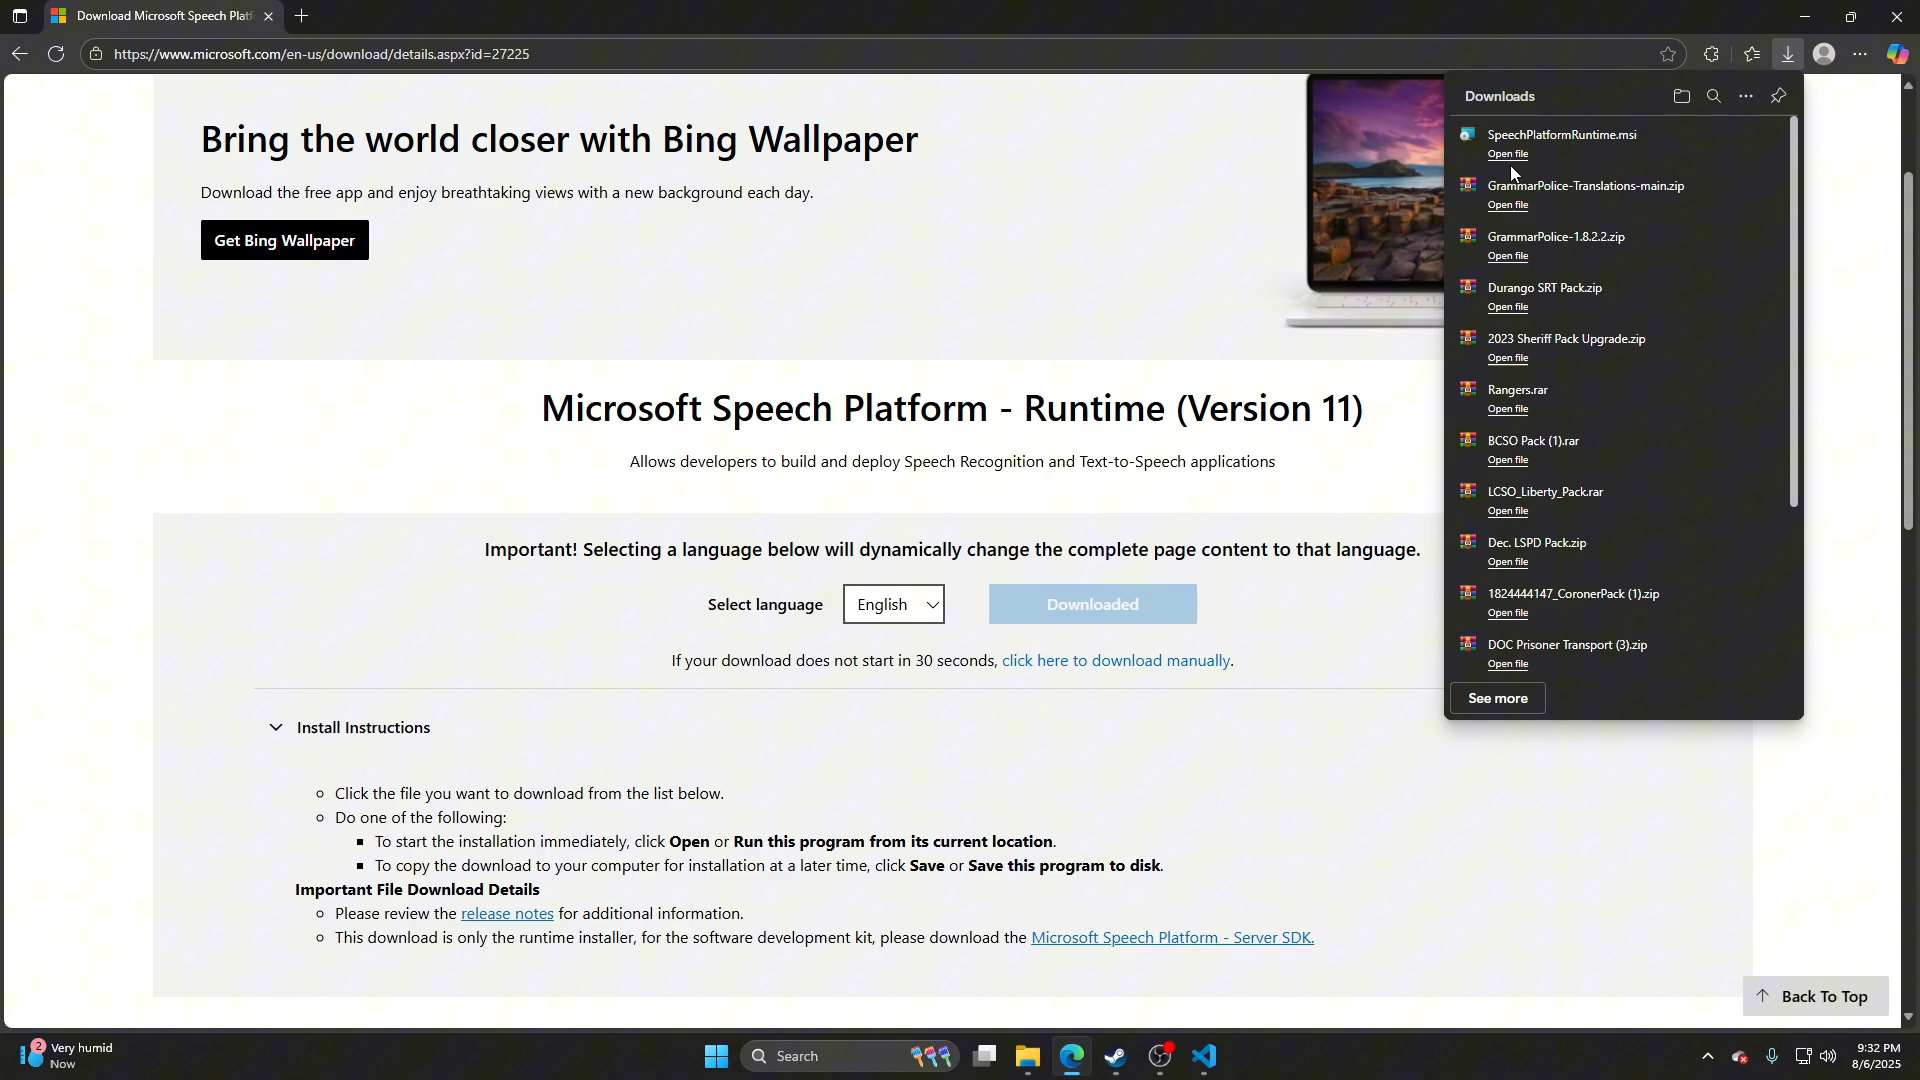 Download Microsoft Speech Platf
https://www.microsoft.com/en-us/download/details.aspx?id=27225
Bring the world closer with Bing Wallpaper
Download the free app and enjoy breathtaking views with a new background each day.
Get Bing Wallpaper
Microsoft Speech Platform - Runtime (Version 11)
Allows developers to build and deploy Speech Recognition and Text-to-Speech applications
Important! Selecting a language below will dynamically change the complete page content to that language.
Select language
English
Downloaded
If your download does not start in 30 seconds, click here to download manually.
Install Instructions
Click the file you want to download from the list below.
Do one of the following:
To start the installation immediately, click Open or Run this program from its current location.
To copy the download to your computer for installation at a later time, click Save or Save this program to disk.
Important File Download Details
Please review the release notes for additional information.
This download is only the runtime installer, for the software development kit, please download the Microsoft Speech Platform - Server SDK.
Downloads
SpeechPlatformRuntime.msi
Open file
GrammarPolice-Translations-main.zip
Open file
GrammarPolice-1.8.2.2.zip
Open file
Durango SRT Pack.zip
Open file
2023 Sheriff Pack Upgrade.zip
Open file
Rangers.rar
Open file
BCSO Pack (1).rar
Open file
LCSO_Liberty_Pack.rar
Open file
Dec. LSPD Pack.zip
Open file
1824444147_CoronerPack (1).zip
Open file
DOC Prisoner Transport (3).zip
Open file
See more
Back To Top
2
Very humid
Now
Search
9:32 PM
8/6/2025